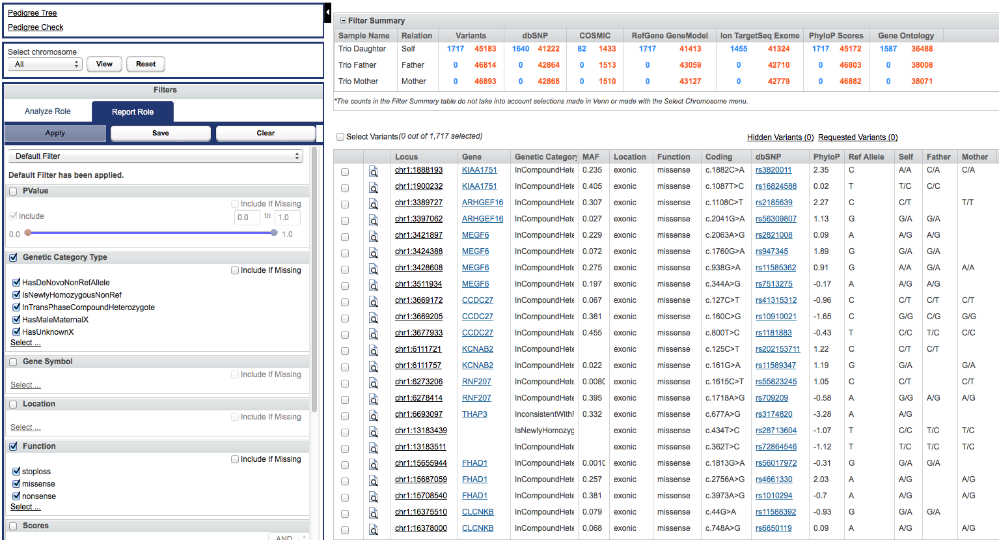 Pedigree Tree
Pedigree Check
Select chromosome
All View Reset
Filters
Analyze Role Report Role
Apply Save Clear
Default Filter
Default Filter has been applied.
PValue
Include If Missing
Include 0.0 to 1.0
0.0 1.0
Genetic Category Type
Include If Missing
HasDeNovoNonRefAllele
IsNewlyHomozygousNonRef
InTransPhaseCompoundHeterozygote
HasMaleMaternalX
HasUnknownX
Select ...
Gene Symbol
Include If Missing
Select ...
Location
Include If Missing
Select ...
Function
Include If Missing
stoploss
missense
nonsense
Select ...
Scores
AND
Filter Summary
Sample Name Relation Variants dbSNP COSMIC RefGene GeneModel Ion TargetSeq Exome PhyloP Scores Gene Ontology
Trio Daughter Self 1717 45183 1640 41222 82 1433 1717 41413 1455 41324 1717 45172 1587 36488
Trio Father Father 0 46814 0 42864 0 1513 0 43059 0 42710 0 46803 0 38008
Trio Mother Mother 0 46893 0 42868 0 1510 0 43127 0 42779 0 46882 0 38071
*The counts in the Filter Summary table do not take into account selections made in Venn or made with the Select Chromosome menu.
Select Variants(0 out of 1,717 selected) Hidden Variants (0) Requested Variants (0)
Locus Gene Genetic Category MAF Location Function Coding dbSNP PhyloP Ref Allele Self Father Mother
chr1:1888193 KIAA1751 InCompoundHete 0.235 exonic missense c.1882C>A rs3820011 2.35 C A/A C/A C/A
chr1:1900232 KIAA1751 InCompoundHete 0.405 exonic missense c.1087T>C rs16824588 0.02 T T/C C/C
chr1:3389727 ARHGEF16 InCompoundHete 0.307 exonic missense c.1108C>T rs2185639 2.27 C C/T T/T
chr1:3397062 ARHGEF16 InCompoundHete 0.027 exonic missense c.2041G>A rs56309807 1.13 G G/A G/A
chr1:3421897 MEGF6 InCompoundHete 0.229 exonic missense c.2063A>G rs2821008 0.09 A A/G A/G
chr1:3424388 MEGF6 InCompoundHete 0.072 exonic missense c.1760G>A rs947345 1.89 G G/A G/A
chr1:3428608 MEGF6 InCompoundHete 0.275 exonic missense c.938G>A rs11585362 0.91 G A/A G/A A/A
chr1:3511934 MEGF6 InCompoundHete 0.197 exonic missense c.344A>G rs7513275 -0.17 A A/G A/G
chr1:3669172 CCDC27 InCompoundHete 0.067 exonic missense c.127C>T rs41315312 -0.96 C C/T C/T C/T
chr1:3669205 CCDC27 InCompoundHete 0.361 exonic missense c.160C>G rs10910021 -1.65 C G/G C/G G/G
chr1:3677933 CCDC27 InCompoundHete 0.455 exonic missense c.800T>C rs1181883 -0.43 T C/C T/C C/C
chr1:6111721 KCNAB2 InCompoundHete exonic missense c.125C>T rs202153711 1.22 C C/T C/T
chr1:6111757 KCNAB2 InCompoundHete 0.022 exonic missense c.161G>A rs11589347 1.19 G G/A G/A
chr1:6273206 RNF207 InCompoundHete 0.0080 exonic missense c.1615C>T rs55823245 1.05 C C/T C/T
chr1:6278414 RNF207 InCompoundHete 0.395 exonic missense c.1718A>G rs709209 -0.58 A G/G A/G A/G
chr1:6693097 THAP3 InconsistentWithF 0.332 exonic missense c.677A>G rs3174820 -3.28 A A/G
chr1:13183439 IsNewlyHomozyg exonic missense c.434T>C rs28713604 -1.07 T C/C T/C T/C
chr1:13183511 InCompoundHete exonic missense c.362T>C rs72864546 -1.12 T T/C T/C T/C
chr1:15655944 FHAD1 InCompoundHete 0.0010 exonic missense c.1813G>A rs56017972 -0.31 G G/A G/A
chr1:15687059 FHAD1 InCompoundHete 0.257 exonic missense c.2756A>G rs4661330 2.03 A A/G A/G
chr1:15708540 FHAD1 InCompoundHete 0.381 exonic missense c.3973A>G rs1010294 -0.7 A A/G A/G
chr1:16375510 CLCNKB InCompoundHete 0.079 exonic missense c.44G>A rs11588392 -0.93 G G/A G/A
chr1:16378000 CLCNKB InCompoundHete 0.068 exonic missense c.748A>G rs6650119 0.09 A A/G A/G